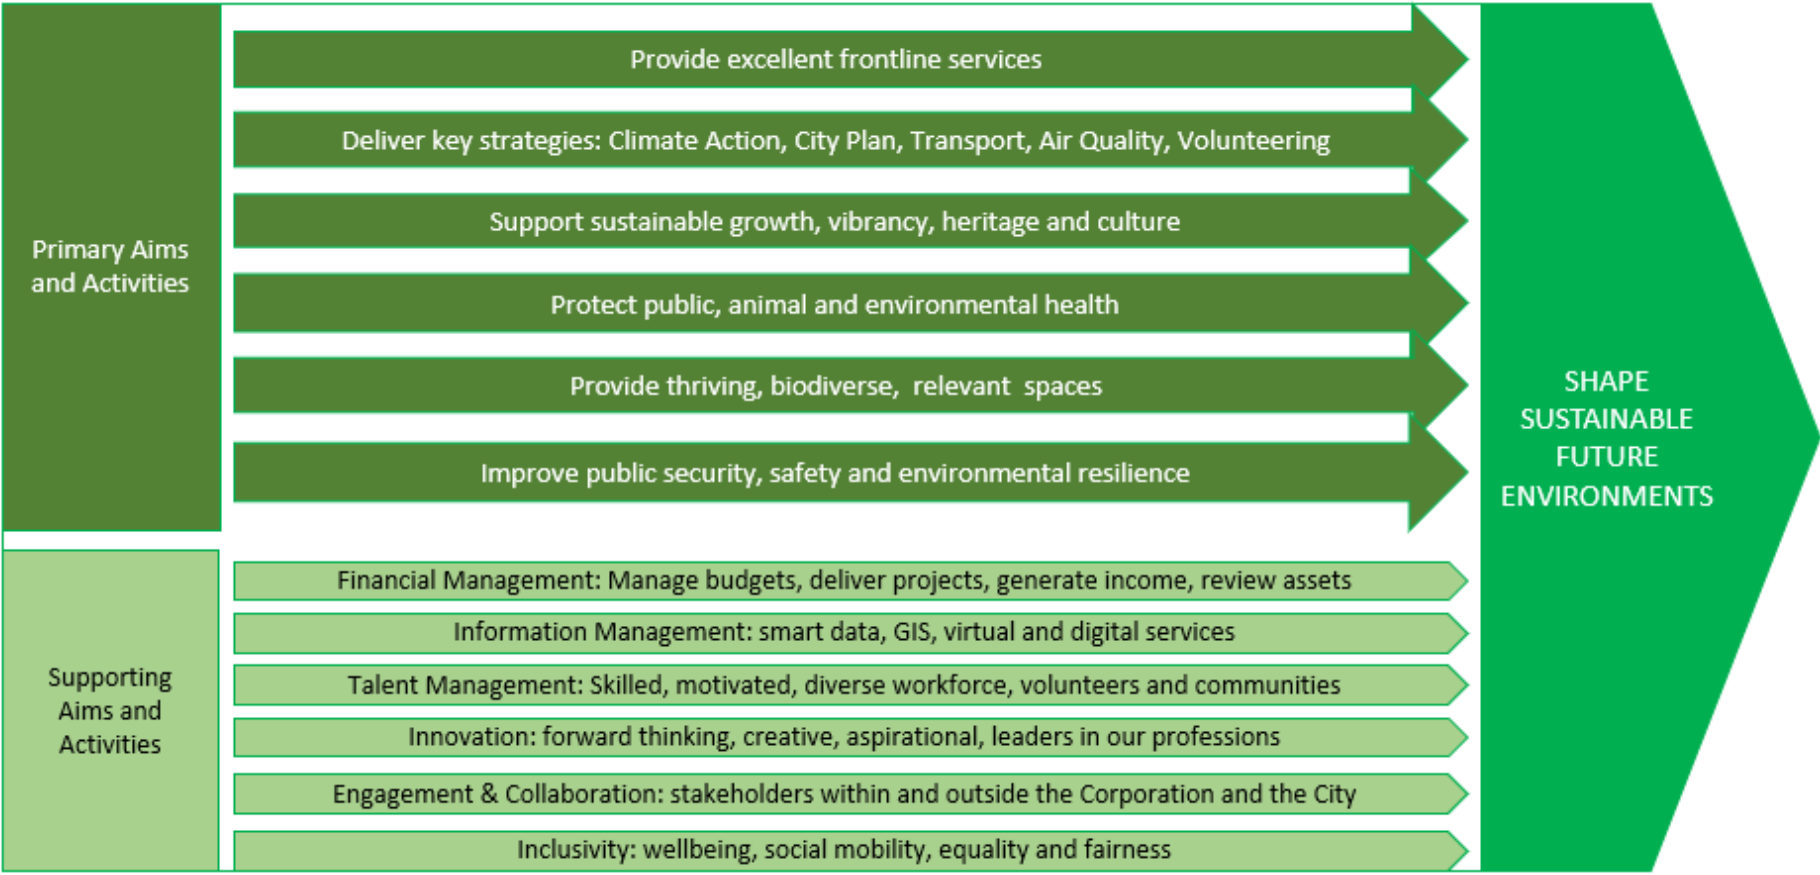 Primary Aims
and Activities
Provide excellent frontline services
Deliver key strategies: Climate Action, City Plan, Transport, Air Quality, Volunteering
Support sustainable growth, vibrancy, heritage and culture
Protect public, animal and environmental health
Provide thriving, biodiverse, relevant spaces
Improve public security, safety and environmental resilience
Supporting
Aims and
Activities
Financial Management: Manage budgets, deliver projects, generate income, review assets
Information Management: smart data, GIS, virtual and digital services
Talent Management: Skilled, motivated, diverse workforce, volunteers and communities
Innovation: forward thinking, creative, aspirational, leaders in our professions
Engagement & Collaboration: stakeholders within and outside the Corporation and the City
Inclusivity: wellbeing, social mobility, equality and fairness
SHAPE
SUSTAINABLE
FUTURE
ENVIRONMENTS